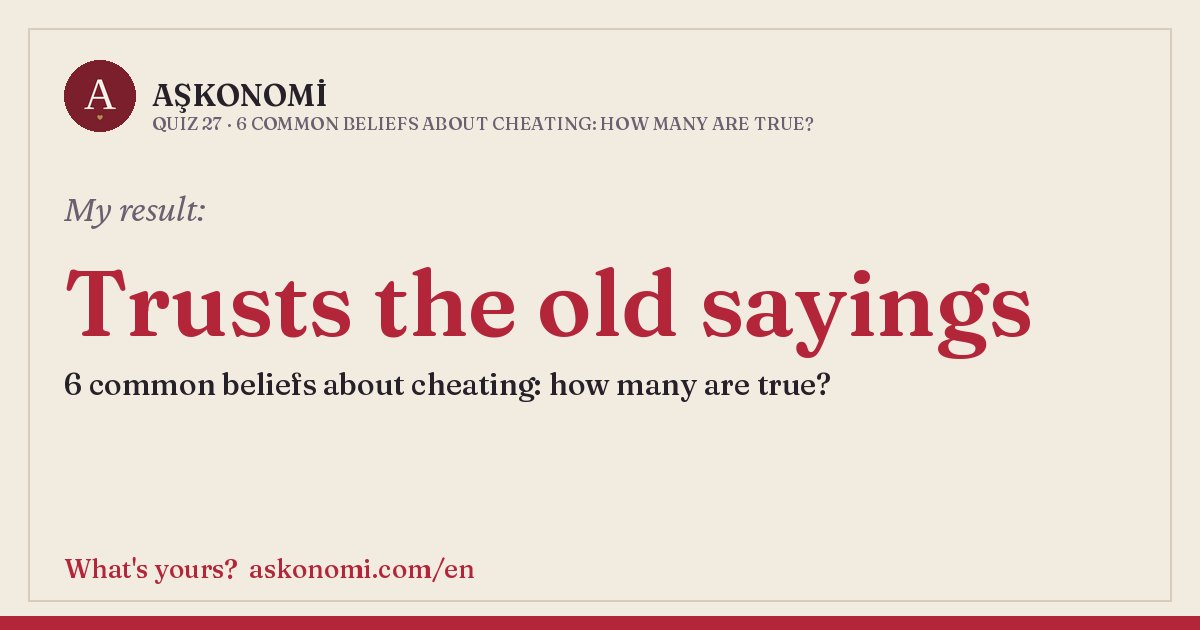 A
AŞKONOMİ
QUIZ 27 · 6 COMMON BELIEFS ABOUT CHEATING: HOW MANY ARE TRUE?
My result:
Trusts the old sayings
6 common beliefs about cheating: how many are true?
What's yours? askonomi.com/en